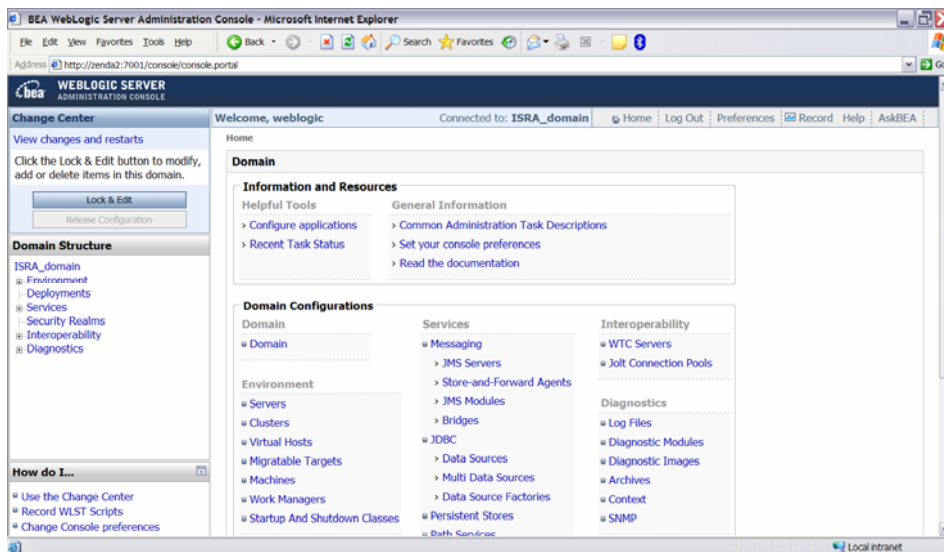 BEA WebLogic Server Administration Console - Microsoft Internet Explorer
File Edit View Favorites Tools Help
Back Search Favorites
Address http://zenda2:7001/console/console.portal Go
bea WEBLOGIC SERVER
ADMINISTRATION CONSOLE
Change Center
View changes and restarts
Click the Lock & Edit button to modify,
add or delete items in this domain.
Lock & Edit
Release Configuration
Domain Structure
ISRA_domain
Environment
Deployments
Services
Security Realms
Interoperability
Diagnostics
How do I...
Use the Change Center
Record WLST Scripts
Change Console preferences
Welcome, weblogic Connected to: ISRA_domain Home Log Out Preferences Record Help AskBEA
Home
Domain
Information and Resources
Helpful Tools
Configure applications
Recent Task Status
General Information
Common Administration Task Descriptions
Set your console preferences
Read the documentation
Domain Configurations
Domain
Domain
Environment
Servers
Clusters
Virtual Hosts
Migratable Targets
Machines
Work Managers
Startup And Shutdown Classes
Services
Messaging
JMS Servers
Store-and-Forward Agents
JMS Modules
Bridges
JDBC
Data Sources
Multi Data Sources
Data Source Factories
Persistent Stores
Path Services
Interoperability
WTC Servers
Jolt Connection Pools
Diagnostics
Log Files
Diagnostic Modules
Diagnostic Images
Archives
Context
SNMP
Local intranet